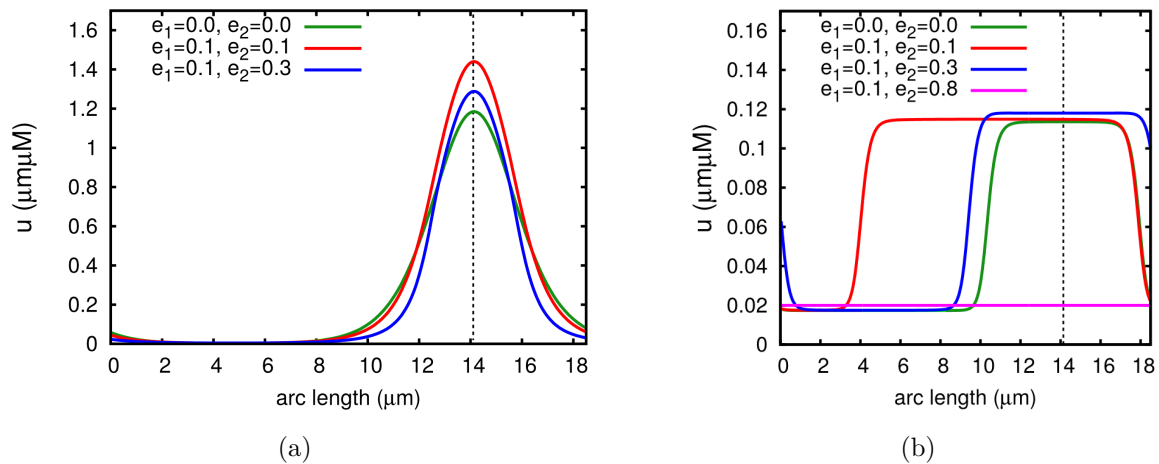 e₁=0.0, e₂=0.0
e₁=0.1, e₂=0.1
e₁=0.1, e₂=0.3
1.6
1.4
1.2
1
0.8
0.6
0.4
0.2
0
u (μmμM)
0 2 4 6 8 10 12 14 16 18
arc length (μm)
(a)
e₁=0.0, e₂=0.0
e₁=0.1, e₂=0.1
e₁=0.1, e₂=0.3
e₁=0.1, e₂=0.8
0.16
0.14
0.12
0.10
0.08
0.06
0.04
0.02
0
u (μmμM)
0 2 4 6 8 10 12 14 16 18
arc length (μm)
(b)